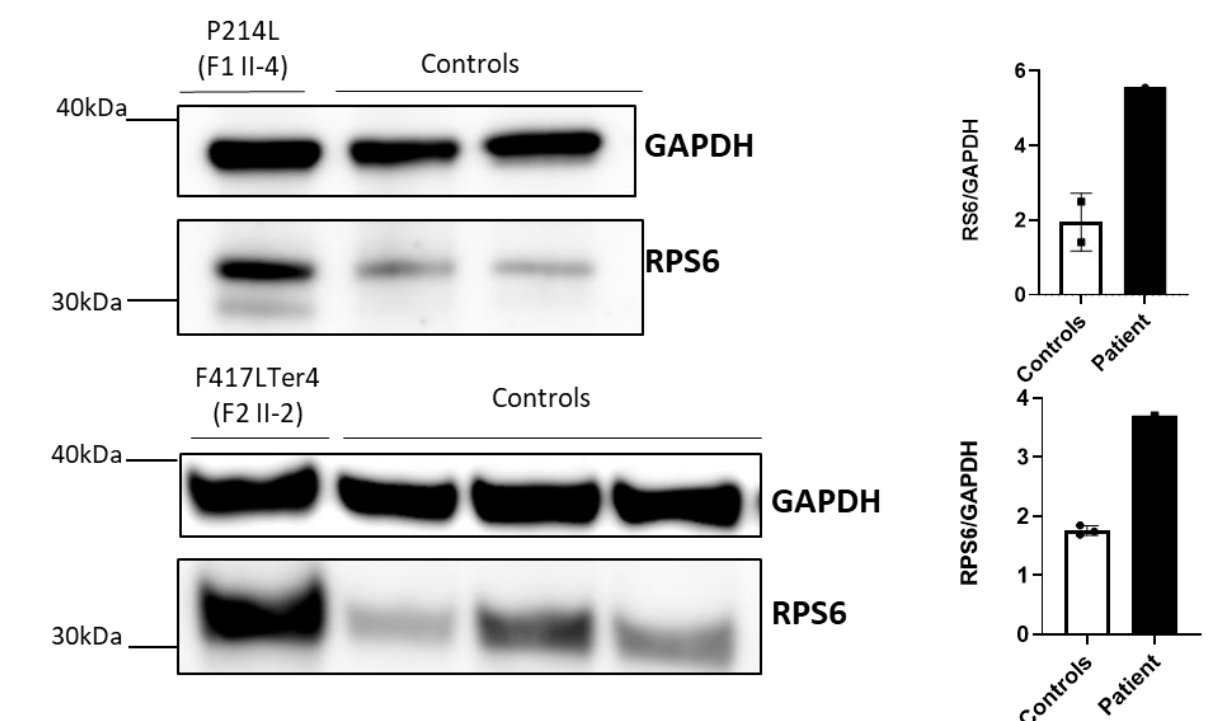 P214L
(F1 II-4)
Controls
40kDa
GAPDH
RPS6
30kDa
F417LTer4
(F2 II-2)
Controls
40kDa
GAPDH
RPS6
30kDa
6
4
2
0
RS6/GAPDH
Controls
Patient
4
3
2
1
0
RPS6/GAPDH
Controls
Patient